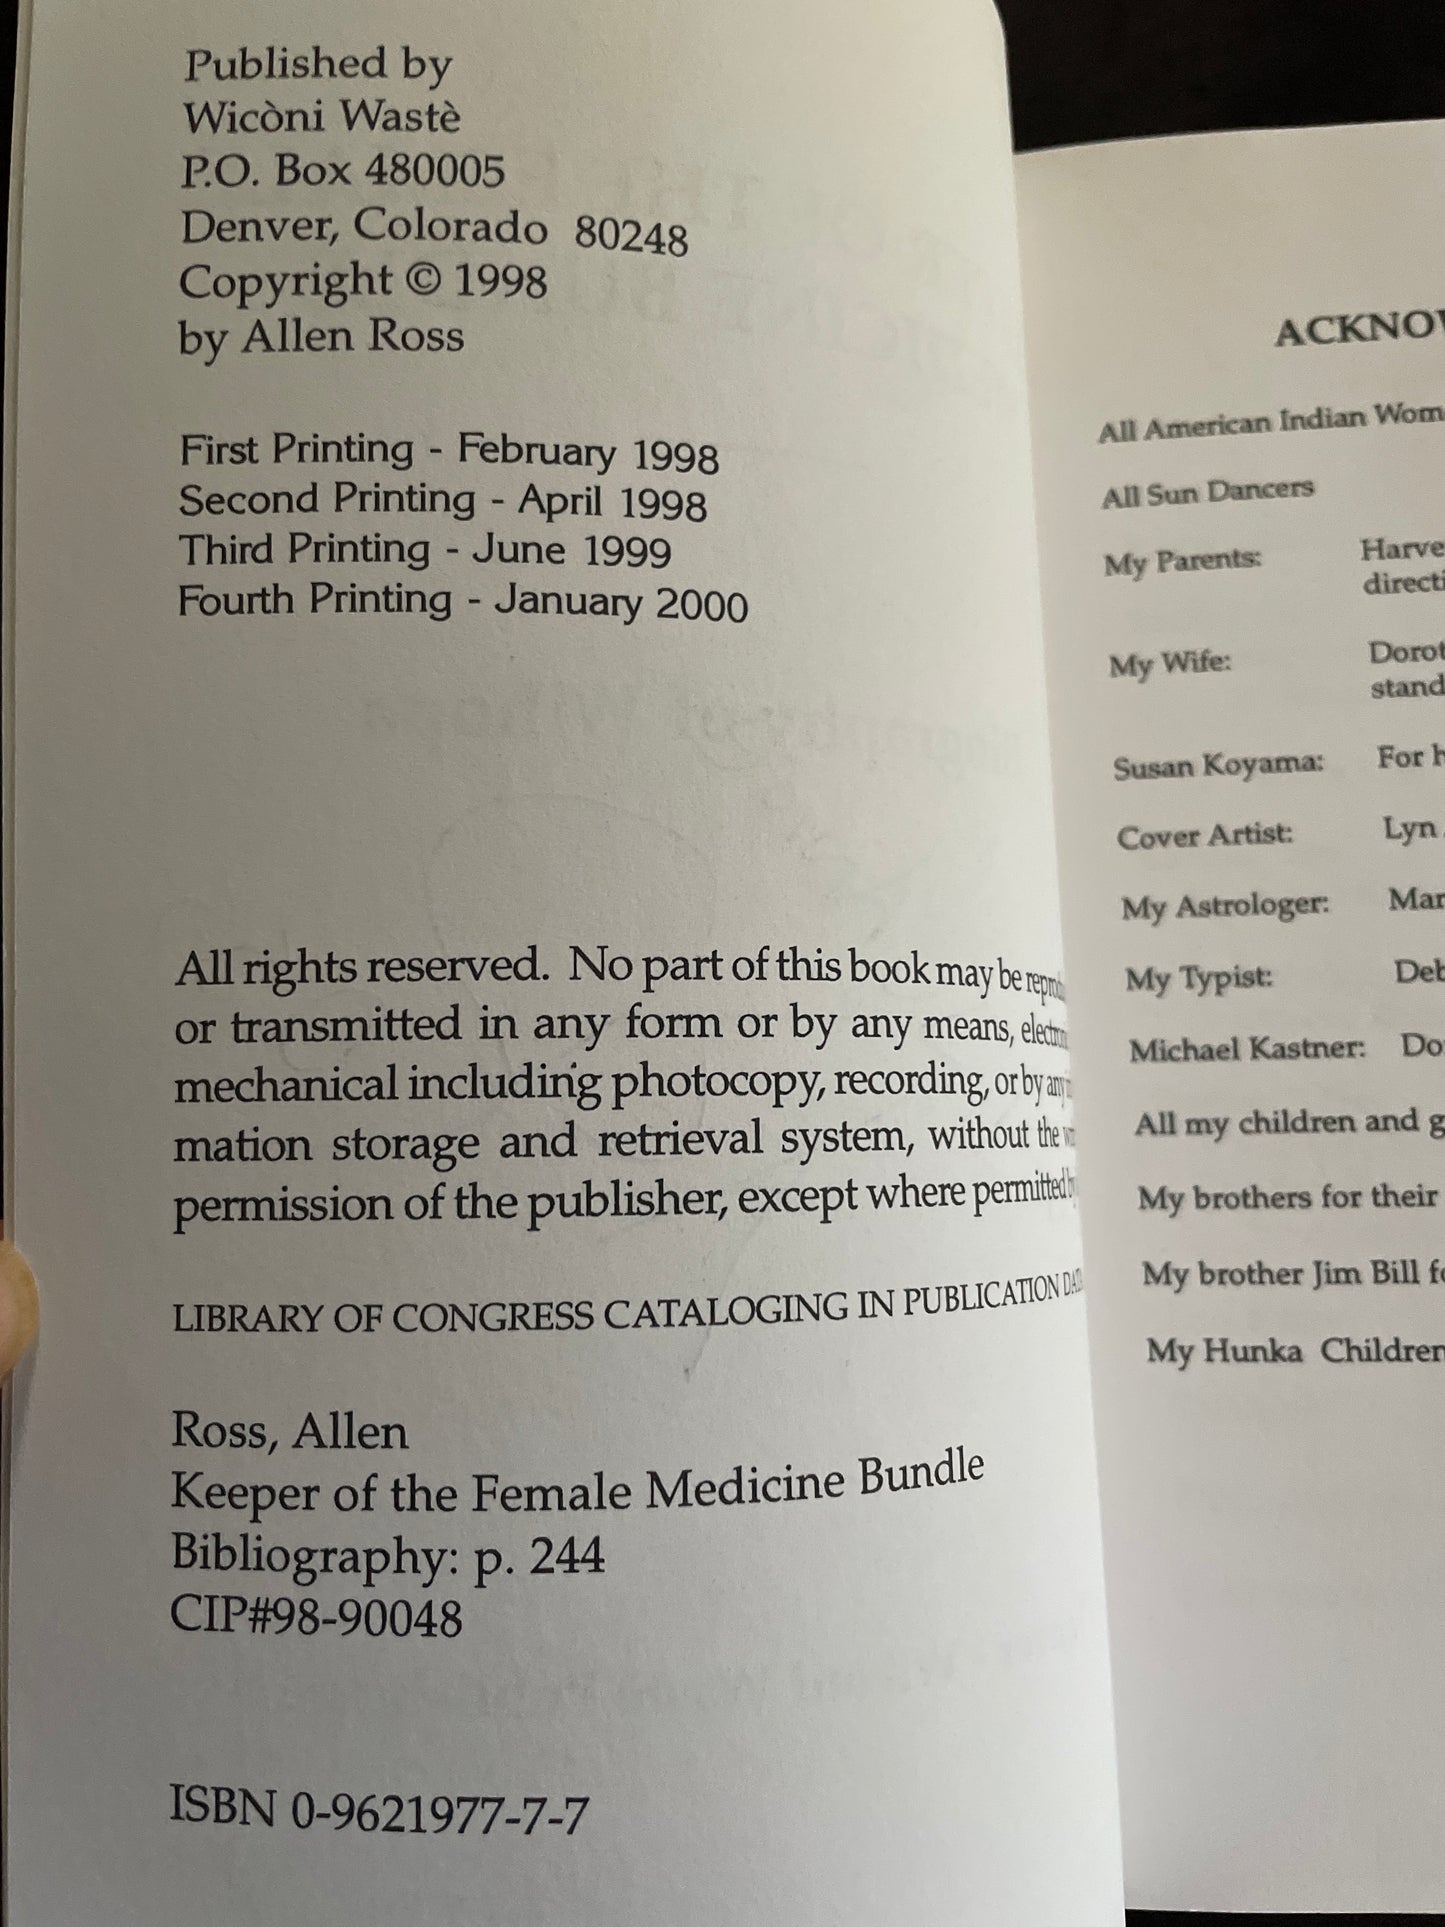 Published by
Wicòni Wastè
P.O. Box 480005
Denver, Colorado 80248
Copyright © 1998
by Allen Ross
First Printing - February 1998
Second Printing - April 1998
Third Printing - June 1999
Fourth Printing - January 2000
All rights reserved. No part of this book may be
or transmitted in any form or by any means,
mechanical including photocopy, recording, or by any
mation storage and retrieval system, without the
permission of the publisher, except where permitted
LIBRARY OF CONGRESS CATALOGING IN PUBLICATION DATA
Ross, Allen
Keeper of the Female Medicine Bundle
Bibliography: p. 244
CIP#98-90048
ISBN 0-9621977-7-7
ACKNOW
All American Indian Wom
All Sun Dancers
My Parents: Harve
directi
My Wife: Dorot
stand
Susan Koyama: For h
Cover Artist: Lyn
My Astrologer: Mar
My Typist: Deb
Michael Kastner: Do
All my children and g
My brothers for their
My brother Jim Bill fo
My Hunka Children